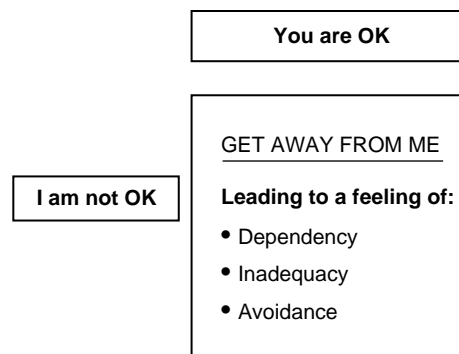 You are OK
I am not OK
GET AWAY FROM ME
Leading to a feeling of:
• Dependency
• Inadequacy
• Avoidance